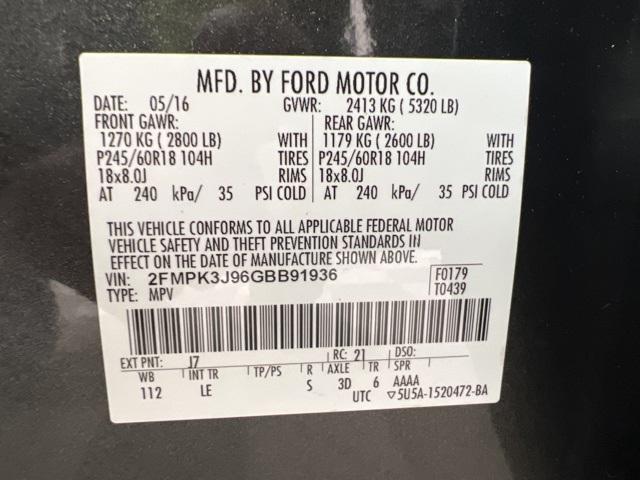 MFD. BY FORD MOTOR CO.
DATE: 05/16 GVWR: 2413 KG ( 5320 LB)
FRONT GAWR: REAR GAWR:
1270 KG ( 2800 LB) WITH 1179 KG ( 2600 LB) WITH
P245/60R18 104H TIRES P245/60R18 104H TIRES
18x8.0J RIMS 18x8.0J RIMS
AT 240 kPa/ 35 PSI COLD AT 240 kPa/ 35 PSI COLD
THIS VEHICLE CONFORMS TO ALL APPLICABLE FEDERAL MOTOR
VEHICLE SAFETY AND THEFT PREVENTION STANDARDS IN
EFFECT ON THE DATE OF MANUFACTURE SHOWN ABOVE.
VIN: 2FMPK3J96GBB91936 F0179
TYPE: MPV T0439
EXT PNT: J7 RC: 21 DSO:
WB INT TR TP/PS R AXLE TR SPR
112 LE S 3D 6 AAAA
UTC ▽5U5A-1520472-BA